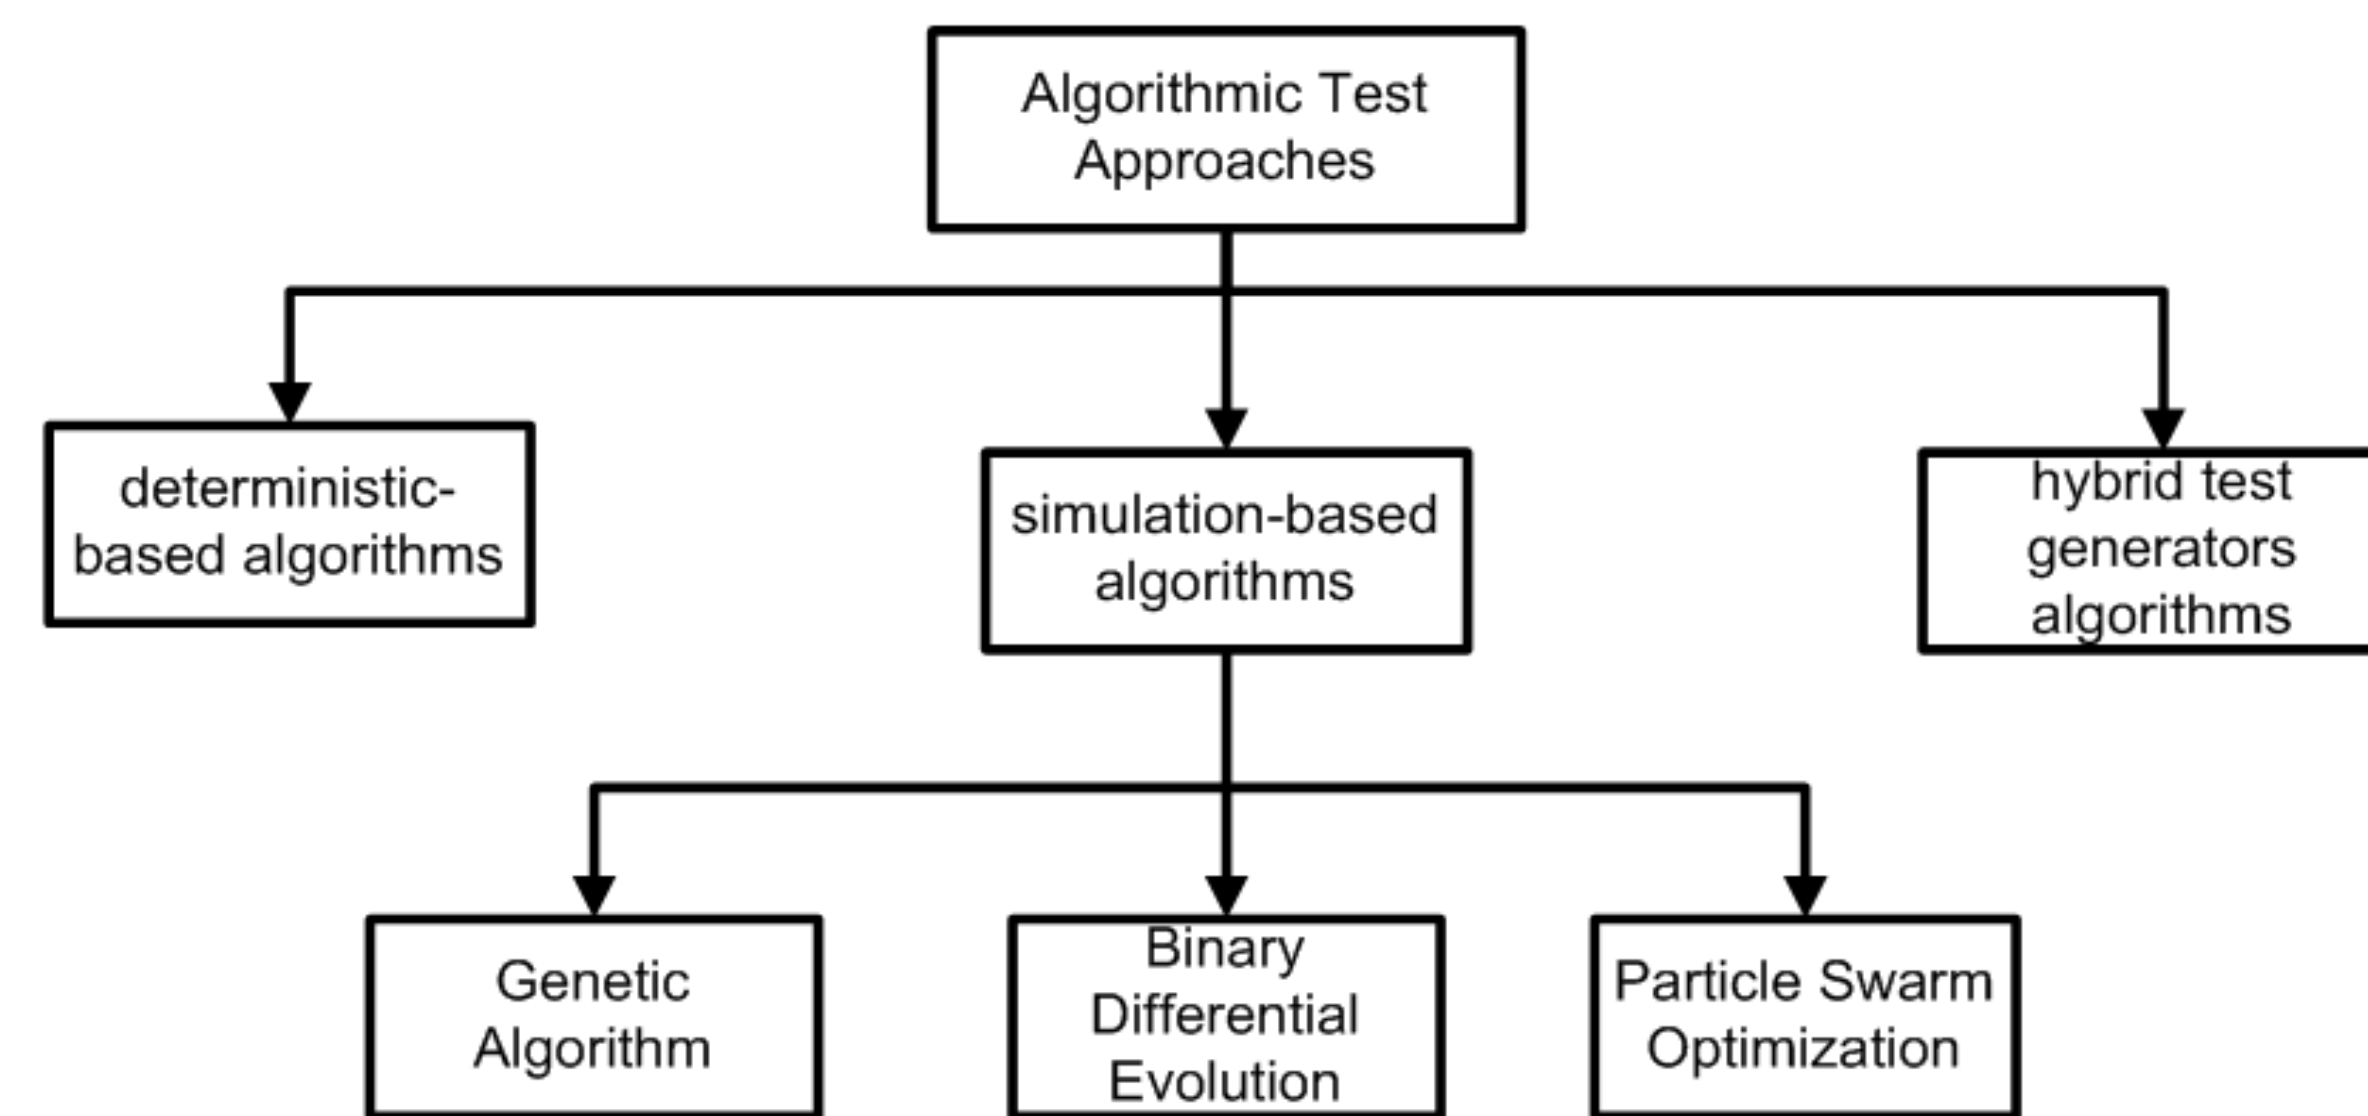 Algorithmic Test
Approaches
deterministic-
based algorithms
simulation-based
algorithms
hybrid test
generators
algorithms
Genetic
Algorithm
Binary
Differential
Evolution
Particle Swarm
Optimization